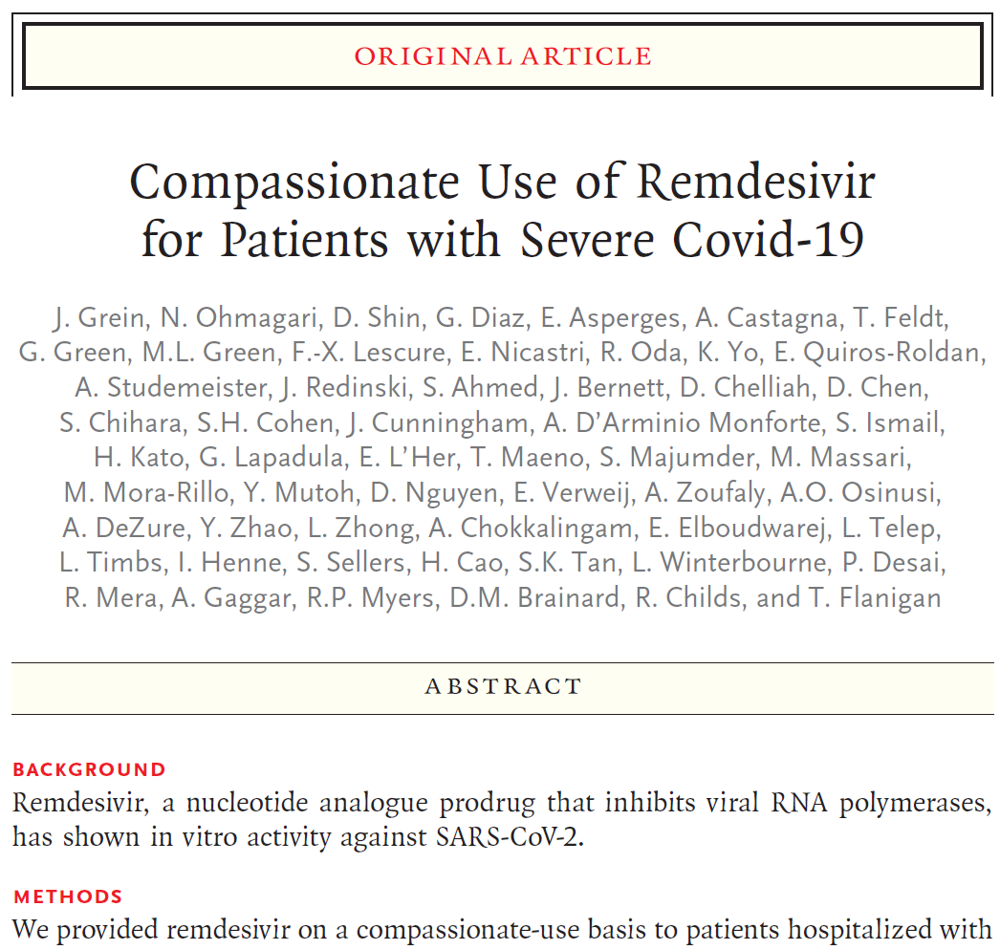 ORIGINAL ARTICLE
Compassionate Use of Remdesivir
for Patients with Severe Covid-19
J. Grein, N. Ohmagari, D. Shin, G. Diaz, E. Asperges, A. Castagna, T. Feldt,
G. Green, M.L. Green, F.-X. Lescure, E. Nicastri, R. Oda, K. Yo, E. Quiros-Roldan,
A. Studemeister, J. Redinski, S. Ahmed, J. Bernett, D. Chelliah, D. Chen,
S. Chihara, S.H. Cohen, J. Cunningham, A. D’Arminio Monforte, S. Ismail,
H. Kato, G. Lapadula, E. L’Her, T. Maeno, S. Majumder, M. Massari,
M. Mora-Rillo, Y. Mutoh, D. Nguyen, E. Verweij, A. Zoufaly, A.O. Osinusi,
A. DeZure, Y. Zhao, L. Zhong, A. Chokkalingam, E. Elboudwarej, L. Telep,
L. Timbs, I. Henne, S. Sellers, H. Cao, S.K. Tan, L. Winterbourne, P. Desai,
R. Mera, A. Gaggar, R.P. Myers, D.M. Brainard, R. Childs, and T. Flanigan
ABSTRACT
BACKGROUND
Remdesivir, a nucleotide analogue prodrug that inhibits viral RNA polymerases,
has shown in vitro activity against SARS-CoV-2.
METHODS
We provided remdesivir on a compassionate-use basis to patients hospitalized with